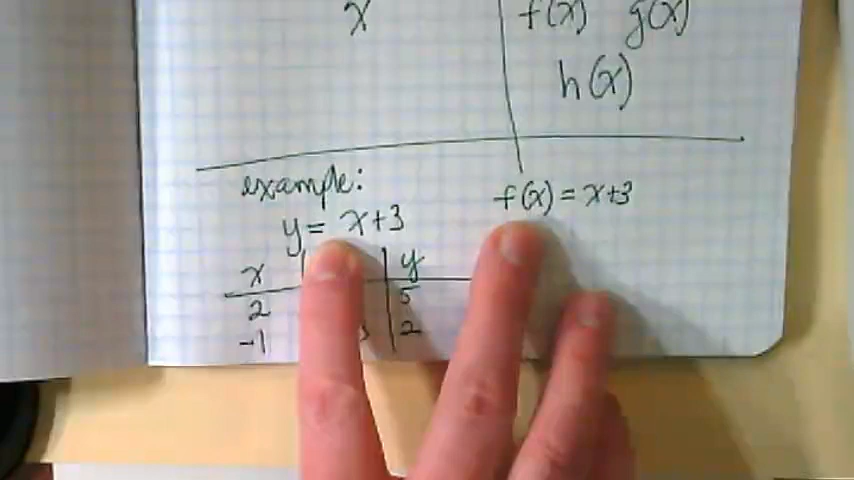 x f(x) g(x)
h(x)
example:
y = x+3 f(x) = x+3
x y
2 5
-1 2